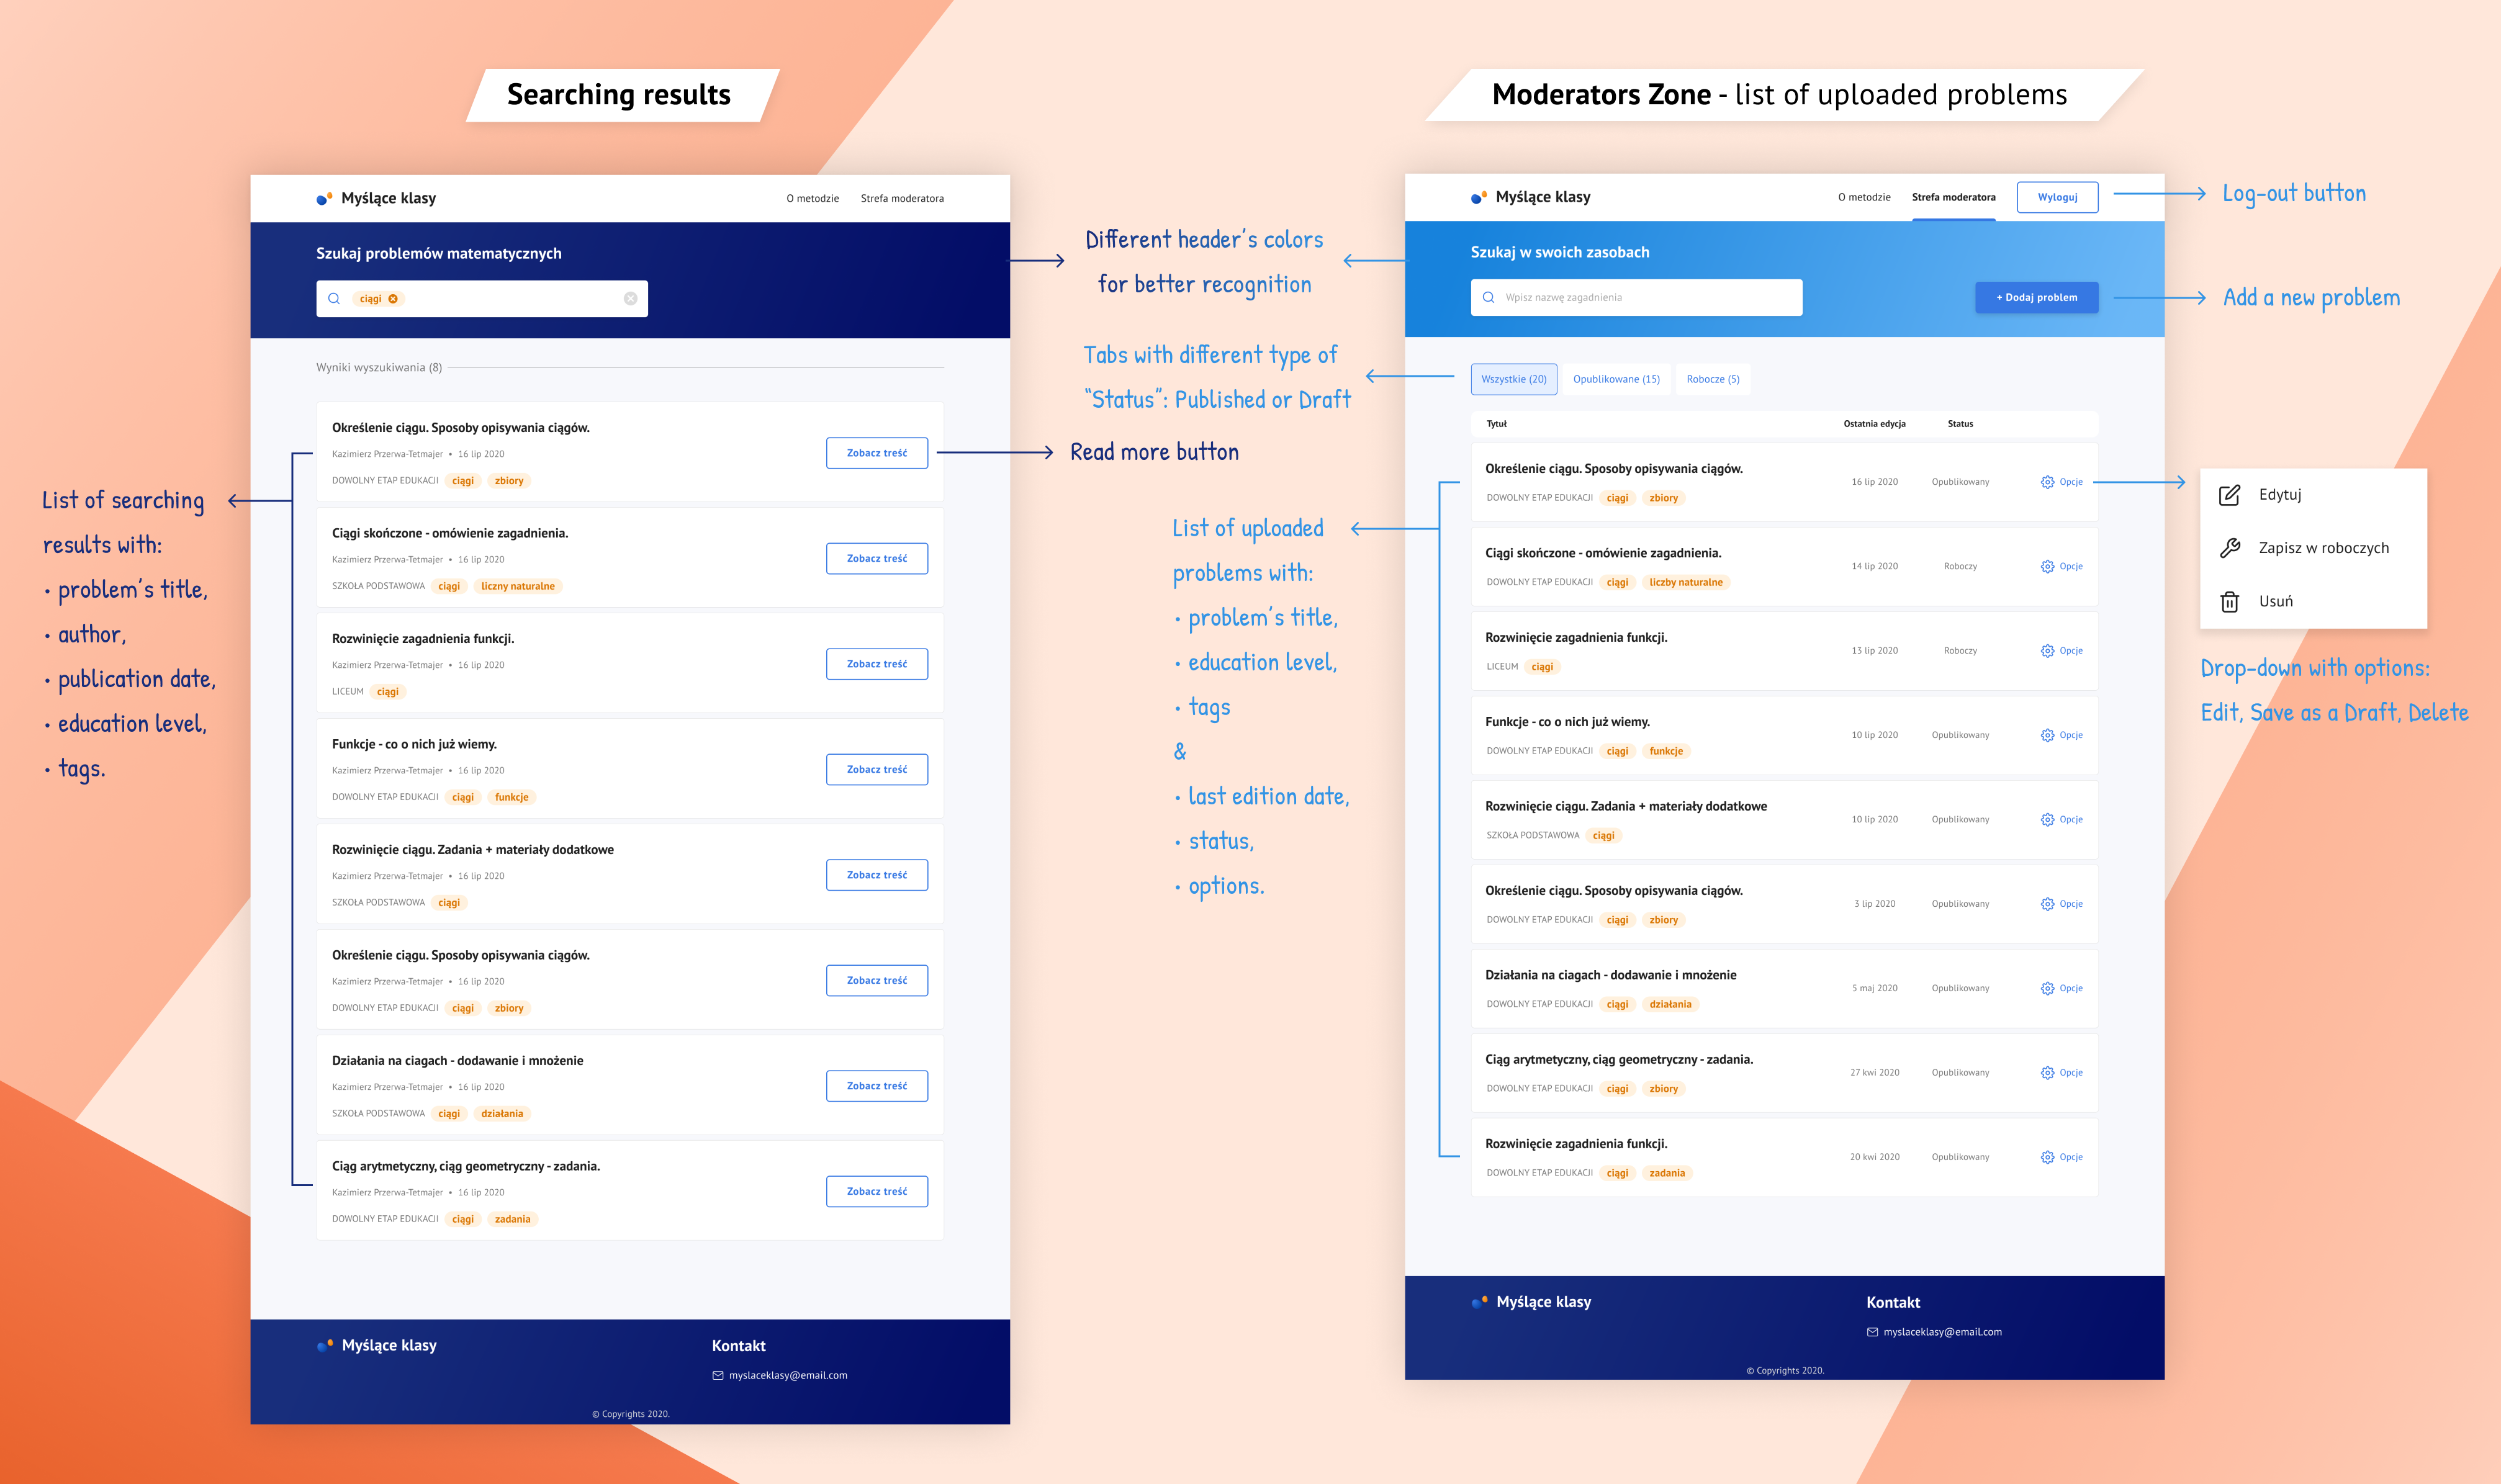 Searching results
Myślące klasy
O metodzie
Strefa moderatora
Szukaj problemów matematycznych
ciągi
Wyniki wyszukiwania (8)
Określenie ciągu. Sposoby opisywania ciągów.
Kazimierz Przerwa-Tetmajer • 16 lip 2020
DOWOLNY ETAP EDUKACJI ciągi zbiory
Zobacz treść
Ciągi skończone - omówienie zagadnienia.
Kazimierz Przerwa-Tetmajer • 16 lip 2020
SZKOŁA PODSTAWOWA ciągi liczny naturalne
Zobacz treść
Rozwinięcie zagadnienia funkcji.
Kazimierz Przerwa-Tetmajer • 16 lip 2020
LICEUM ciągi
Zobacz treść
Funkcje - co o nich już wiemy.
Kazimierz Przerwa-Tetmajer • 16 lip 2020
DOWOLNY ETAP EDUKACJI ciągi funkcje
Zobacz treść
Rozwinięcie ciągu. Zadania + materiały dodatkowe
Kazimierz Przerwa-Tetmajer • 16 lip 2020
SZKOŁA PODSTAWOWA ciągi
Zobacz treść
Określenie ciągu. Sposoby opisywania ciągów.
Kazimierz Przerwa-Tetmajer • 16 lip 2020
DOWOLNY ETAP EDUKACJI ciągi zbiory
Zobacz treść
Działania na ciagach - dodawanie i mnożenie
Kazimierz Przerwa-Tetmajer • 16 lip 2020
SZKOŁA PODSTAWOWA ciągi działania
Zobacz treść
Ciąg arytmetyczny, ciąg geometryczny - zadania.
Kazimierz Przerwa-Tetmajer • 16 lip 2020
DOWOLNY ETAP EDUKACJI ciągi zadania
Zobacz treść
Myślące klasy
Kontakt
myslaceklasy@email.com
© Copyrights 2020.
List of searching
results with:
• problem's title,
• author,
• publication date,
• education level,
• tags.
Different header's colors
for better recognition
Tabs with different type of
"Status": Published or Draft
Read more button
List of uploaded
problems with:
• problem's title,
• education level,
• tags
&
• last edition date,
• status,
• options.
Moderators Zone - list of uploaded problems
Myślące klasy
O metodzie
Strefa moderatora
Wyloguj
Szukaj w swoich zasobach
Wpisz nazwę zagadnienia
+ Dodaj problem
Wszystkie (20)
Opublikowane (15)
Robocze (5)
Tytuł Ostatnia edycja Status
Określenie ciągu. Sposoby opisywania ciągów.
DOWOLNY ETAP EDUKACJI ciągi zbiory
16 lip 2020 Opublikowany Opcje
Ciągi skończone - omówienie zagadnienia.
DOWOLNY ETAP EDUKACJI ciągi liczby naturalne
14 lip 2020 Roboczy Opcje
Rozwinięcie zagadnienia funkcji.
LICEUM ciągi
13 lip 2020 Roboczy Opcje
Funkcje - co o nich już wiemy.
DOWOLNY ETAP EDUKACJI ciągi funkcje
10 lip 2020 Opublikowany Opcje
Rozwinięcie ciągu. Zadania + materiały dodatkowe
SZKOŁA PODSTAWOWA ciągi
10 lip 2020 Opublikowany Opcje
Określenie ciągu. Sposoby opisywania ciągów.
DOWOLNY ETAP EDUKACJI ciągi zbiory
3 lip 2020 Opublikowany Opcje
Działania na ciagach - dodawanie i mnożenie
DOWOLNY ETAP EDUKACJI ciągi działania
5 maj 2020 Opublikowany Opcje
Ciąg arytmetyczny, ciąg geometryczny - zadania.
DOWOLNY ETAP EDUKACJI ciągi zbiory
27 kwi 2020 Opublikowany Opcje
Rozwinięcie zagadnienia funkcji.
DOWOLNY ETAP EDUKACJI ciągi zadania
20 kwi 2020 Opublikowany Opcje
Myślące klasy
Kontakt
myslaceklasy@email.com
© Copyrights 2020.
Log-out button
Add a new problem
Edytuj
Zapisz w roboczych
Usuń
Drop-down with options:
Edit, Save as a Draft, Delete